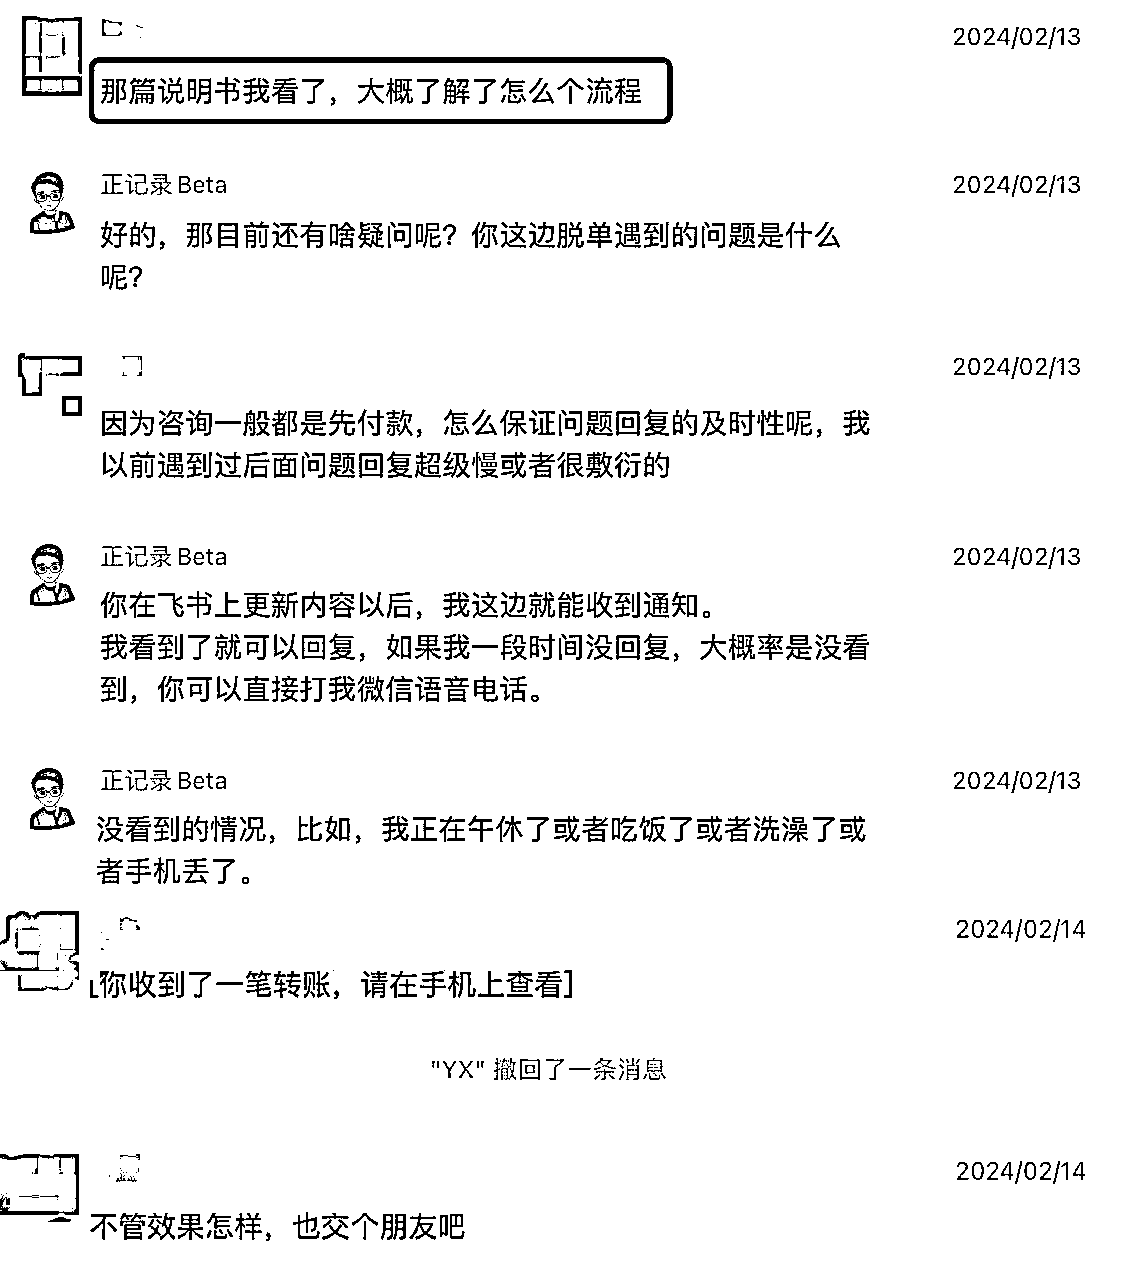 2024/02/13
那篇说明书我看了，大概了解了怎么个流程
正记录 Beta
2024/02/13
好的，那目前还有啥疑问呢？你这边脱单遇到的问题是什么
呢？
2024/02/13
因为咨询一般都是先付款，怎么保证问题回复的及时性呢，我
以前遇到过后面问题回复超级慢或者很敷衍的
正记录 Beta
2024/02/13
你在飞书上更新内容以后，我这边就能收到通知。
我看到了就可以回复，如果我一段时间没回复，大概率是没看
到，你可以直接打我微信语音电话。
正记录 Beta
2024/02/13
没看到的情况，比如，我正在午休了或者吃饭了或者洗澡了或
者手机丢了。
2024/02/14
[你收到了一笔转账，请在手机上查看]
"YX" 撤回了一条消息
2024/02/14
不管效果怎样，也交个朋友吧